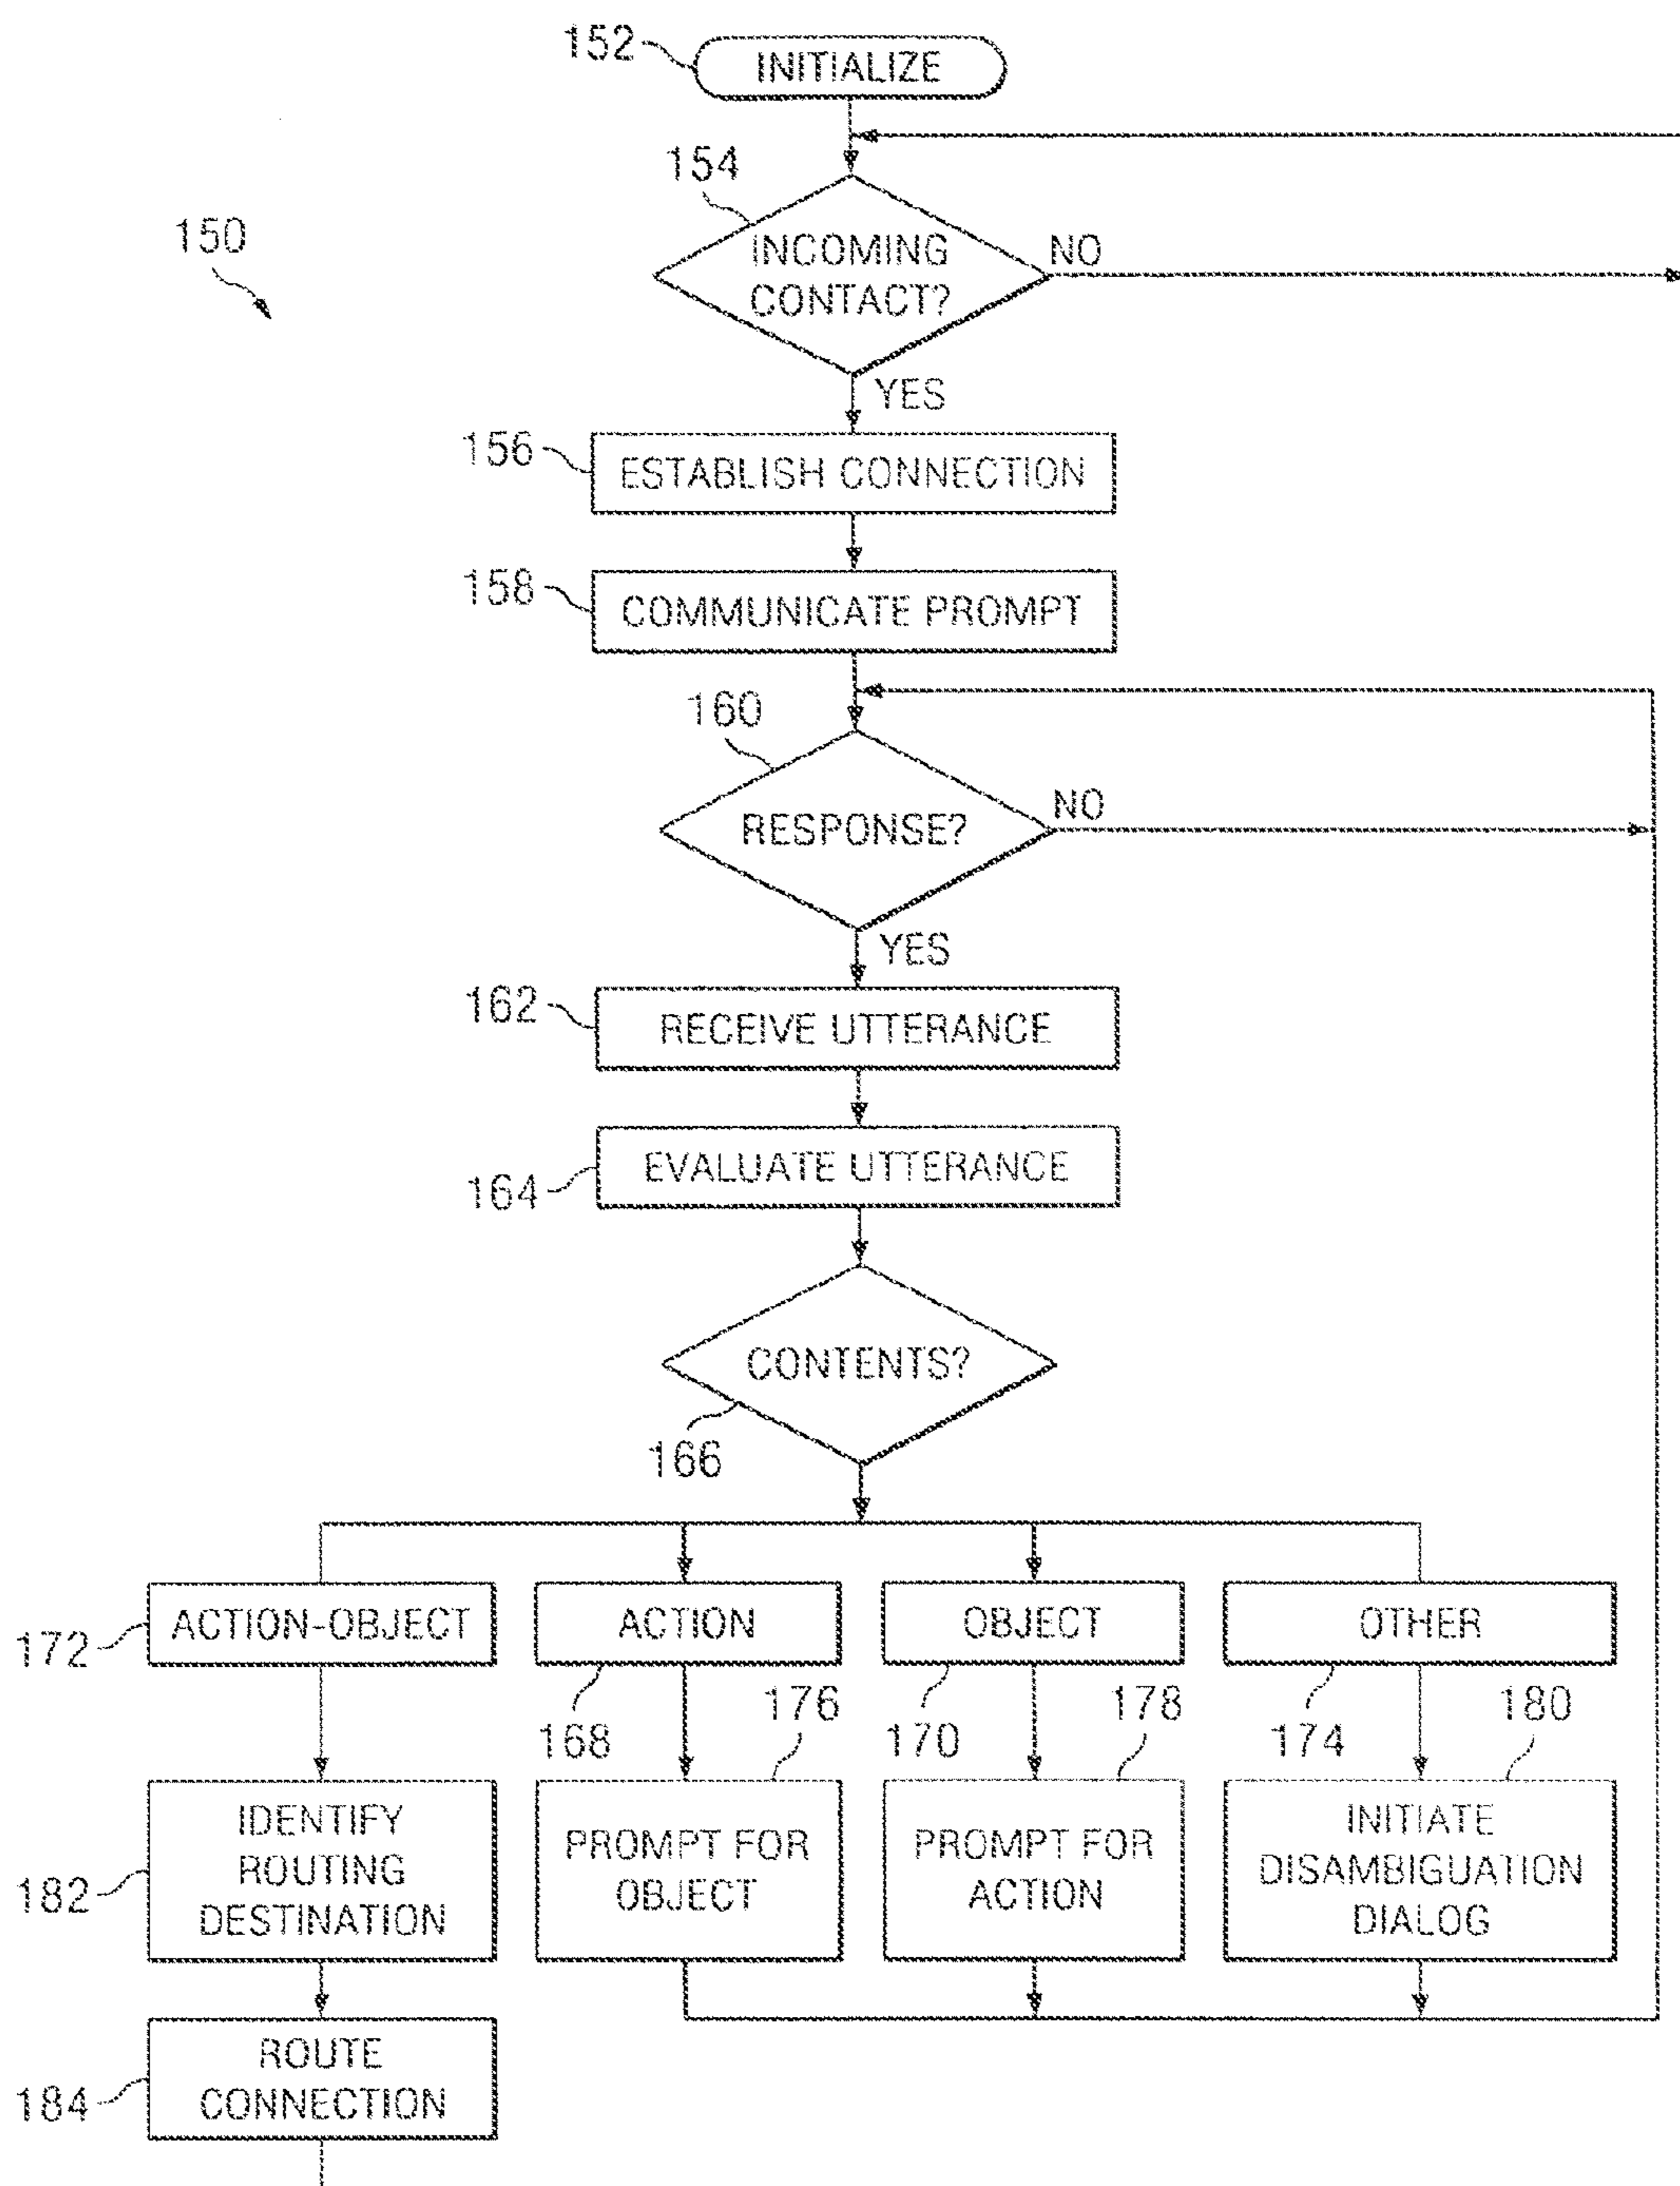 152
INITIALIZE
154
150
INCOMING
CONTACT?
NO
YES
156
ESTABLISH CONNECTION
158
COMMUNICATE PROMPT
160
RESPONSE?
NO
YES
162
RECEIVE UTTERANCE
164
EVALUATE UTTERANCE
CONTENTS?
166
172
ACTION-OBJECT
ACTION
OBJECT
OTHER
168
176
170
178
174
180
182
IDENTIFY
ROUTING
DESTINATION
PROMPT FOR
OBJECT
PROMPT FOR
ACTION
INITIATE
DISAMBIGUATION
DIALOG
184
ROUTE
CONNECTION